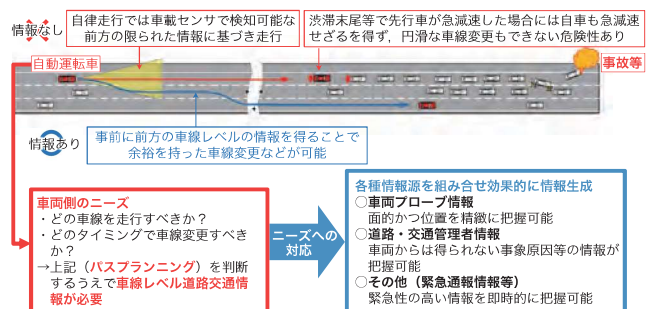 情報なし
自律走行では車載センサで検知可能な
前方の限られた情報に基づき走行
渋滞末尾等で先行車が急減速した場合には自車も急減速
せざるを得ず，円滑な車線変更もできない危険性あり
自動運転車
事故等
情報あり
事前に前方の車線レベルの情報を得ることで
余裕を持った車線変更などが可能
車両側のニーズ
・どの車線を走行すべきか？
・どのタイミングで車線変更すべき
か？
→上記（パスプランニング）を判断
するうえで車線レベル道路交通情
報が必要
ニーズへの
対応
各種情報源を組み合せ効果的に情報生成
○車両プローブ情報
面的かつ位置を精緻に把握可能
○道路・交通管理者情報
車両からは得られない事象原因等の情報が
把握可能
○その他（緊急通報情報等）
緊急性の高い情報を即時的に把握可能